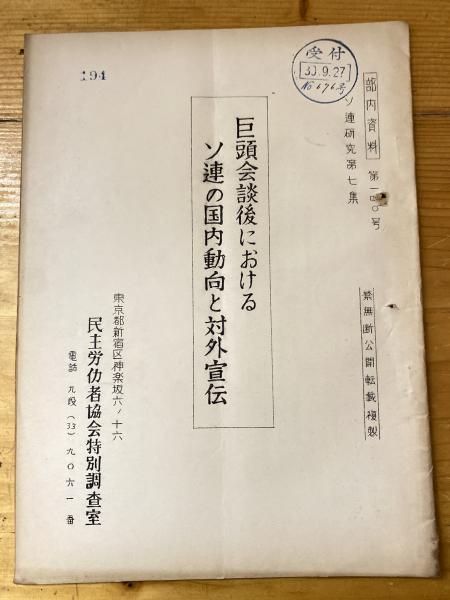 194
受付
33.9.27
No 676号
部内資料 第一四〇号
ソ連研究第七集
禁無断公開転載複製
巨頭会談後における
ソ連の国内動向と対外宣伝
東京都新宿区神楽坂六ノ十六
民主労仂者協会特別調査室
電話 九段(33)九〇六一番